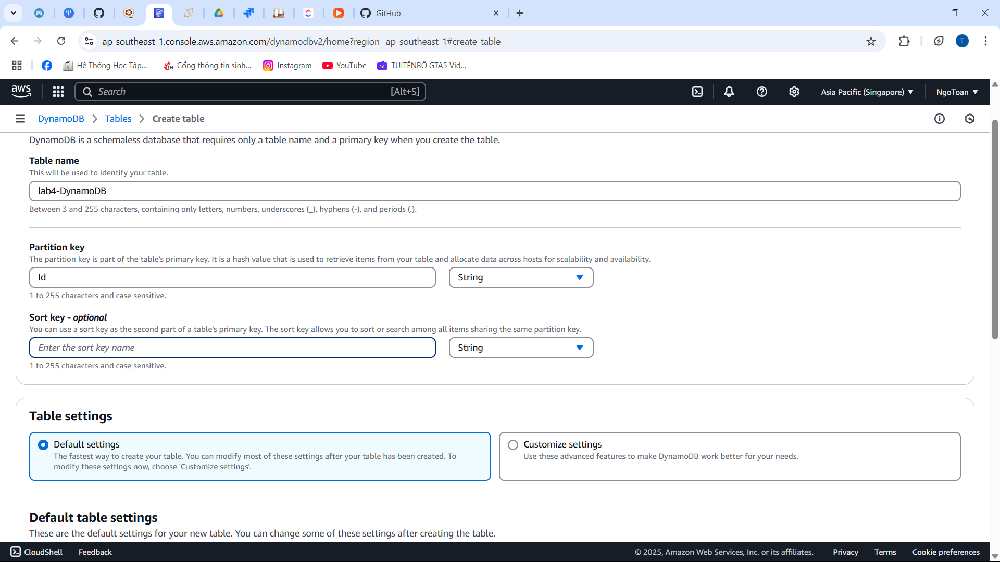 GitHub
ap-southeast-1.console.aws.amazon.com/dynamodbv2/home?region=ap-southeast-1#create-table
T
Hệ Thống Học Tập...
Cổng thông tin sinh...
Instagram
YouTube
TUITÊNBÔ GTA5 Vid...
aws
Search
[Alt+S]
Asia Pacific (Singapore)
NgoToan
DynamoDB
Tables
Create table
DynamoDB is a schemaless database that requires only a table name and a primary key when you create the table.
Table name
This will be used to identify your table.
lab4-DynamoDB
Between 3 and 255 characters, containing only letters, numbers, underscores (_), hyphens (-), and periods (.).
Partition key
The partition key is part of the table's primary key. It is a hash value that is used to retrieve items from your table and allocate data across hosts for scalability and availability.
Id
String
1 to 255 characters and case sensitive.
Sort key - optional
You can use a sort key as the second part of a table's primary key. The sort key allows you to sort or search among all items sharing the same partition key.
Enter the sort key name
String
1 to 255 characters and case sensitive.
Table settings
Default settings
The fastest way to create your table. You can modify most of these settings after your table has been created. To
modify these settings now, choose 'Customize settings'.
Customize settings
Use these advanced features to make DynamoDB work better for your needs.
Default table settings
These are the default settings for your new table. You can change some of these settings after creating the table.
CloudShell
Feedback
© 2025, Amazon Web Services, Inc. or its affiliates.
Privacy
Terms
Cookie preferences